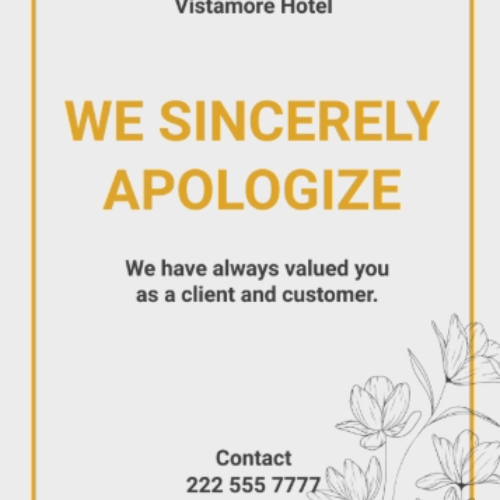 Vistamore Hotel
WE SINCERELY
APOLOGIZE
We have always valued you
as a client and customer.
Contact
222 555 7777